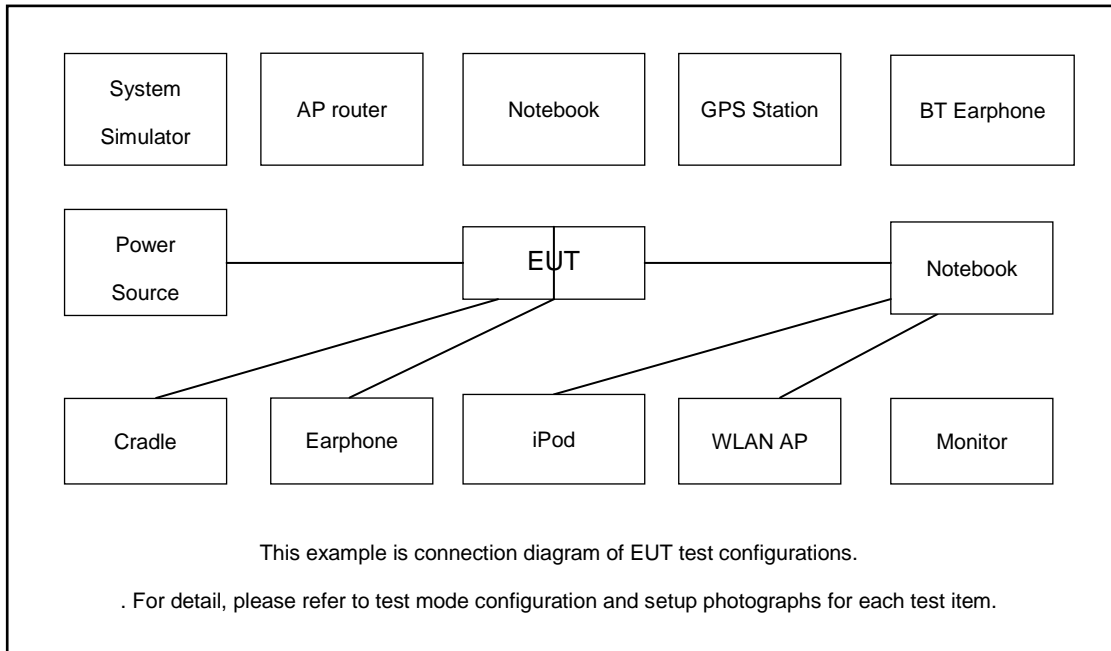 System
Simulator
AP router
Notebook
GPS Station
BT Earphone
Power
Source
EUT
Notebook
Cradle
Earphone
iPod
WLAN AP
Monitor
This example is connection diagram of EUT test configurations.
. For detail, please refer to test mode configuration and setup photographs for each test item.